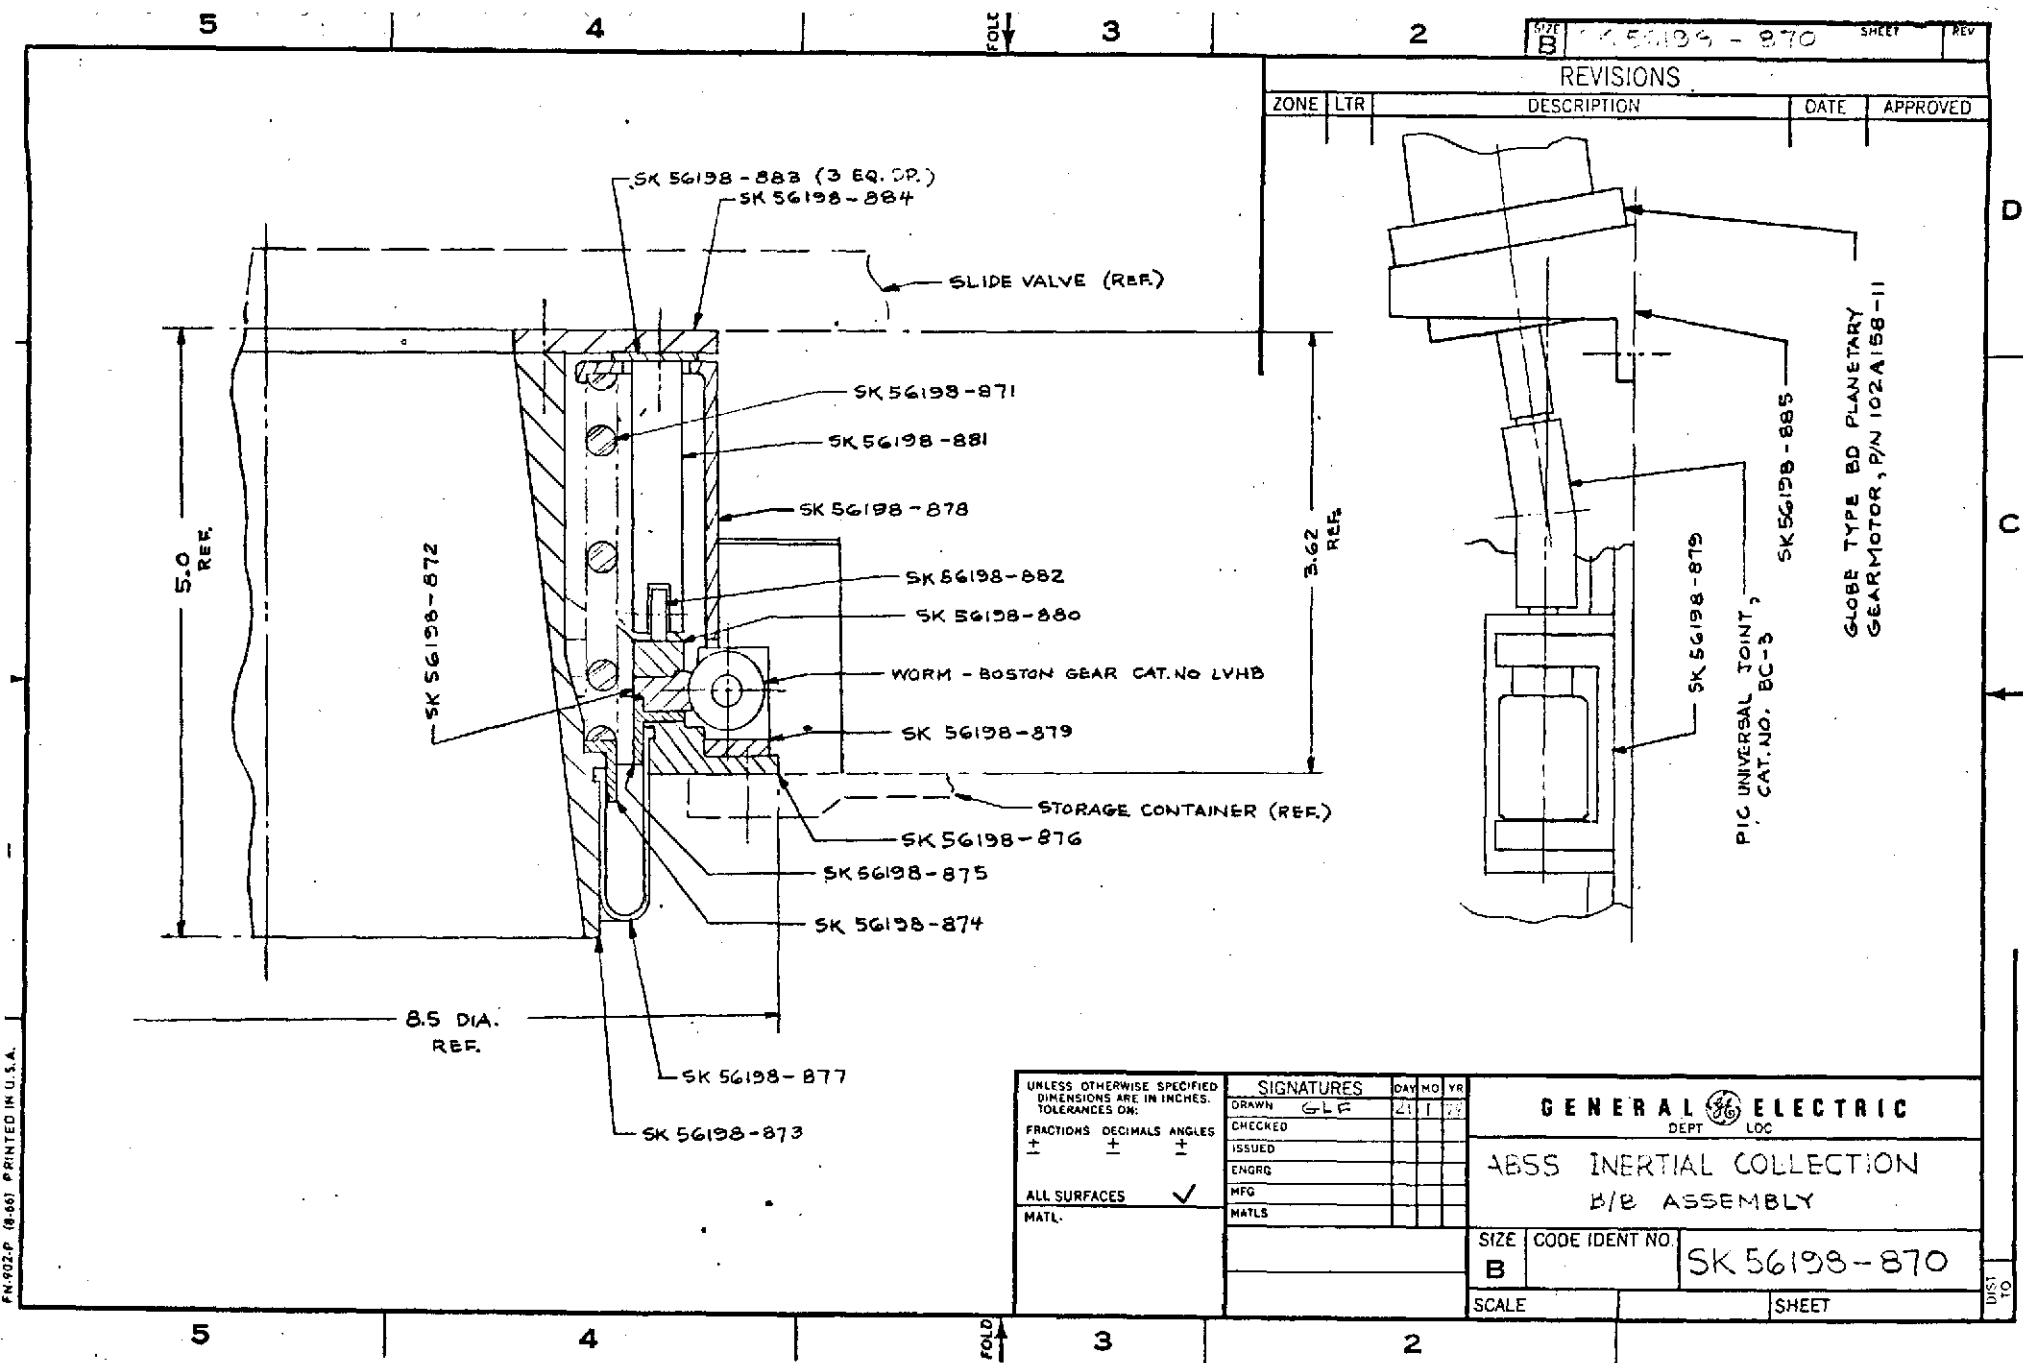 5 4 FOLD 3 2
SIZE B SK 56198-870 SHEET REV
REVISIONS
ZONE LTR DESCRIPTION DATE APPROVED
D
C
SK 56198-883 (3 EQ. SP.)
SK 56198-884
SLIDE VALVE (REF.)
SK 56198-871
SK 56198-881
SK 56198-878
SK 56198-882
SK 56198-880
WORM - BOSTON GEAR CAT. NO LVHB
SK 56198-879
STORAGE CONTAINER (REF.)
SK 56198-876
SK 56198-875
SK 56198-874
SK 56198-877
SK 56198-873
SK 56198-872
5.0
REF.
3.62
REF.
8.5 DIA.
REF.
GLOBE TYPE BD PLANETARY
GEARMOTOR, P/N 102A158-11
SK 56198-885
PIC UNIVERSAL JOINT,
CAT. NO. BC-3
SK 56198-879
UNLESS OTHERWISE SPECIFIED
DIMENSIONS ARE IN INCHES.
TOLERANCES ON:
FRACTIONS DECIMALS ANGLES
± ± ±
ALL SURFACES ✓
MATL.
SIGNATURES DAY MO YR
DRAWN GLF 21 1
CHECKED
ISSUED
ENGRG
MFG
MATLS
GENERAL GE ELECTRIC
DEPT LOC
ABSS INERTIAL COLLECTION
B/B ASSEMBLY
SIZE B CODE IDENT NO. SK 56198-870
SCALE SHEET
DIST TO
FN-902-P (8-66) PRINTED IN U.S.A.
5 4 FOLD 3 2